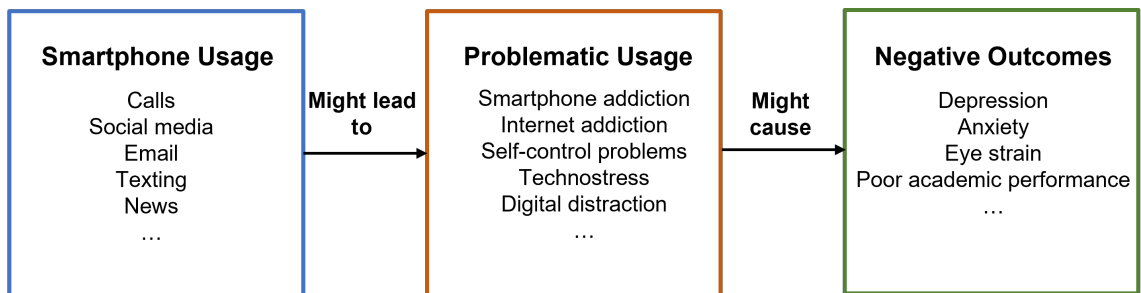 Smartphone Usage
Calls
Social media
Email
Texting
News
…
Might lead
to
Problematic Usage
Smartphone addiction
Internet addiction
Self-control problems
Technostress
Digital distraction
…
Might
cause
Negative Outcomes
Depression
Anxiety
Eye strain
Poor academic performance
…